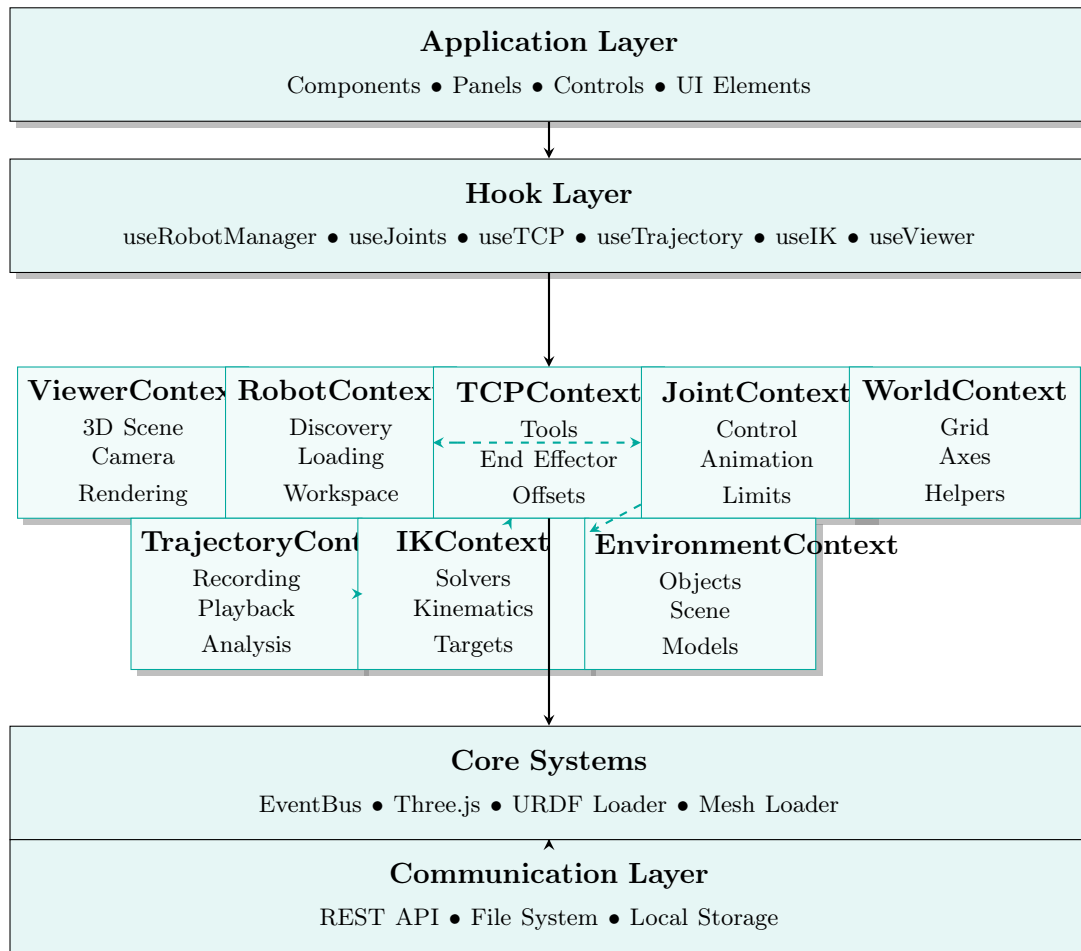 Application Layer
Components • Panels • Controls • UI Elements
Hook Layer
useRobotManager • useJoints • useTCP • useTrajectory • useIK • useViewer
ViewerContex
3D Scene
Camera
Rendering
RobotContext
Discovery
Loading
Workspace
TCPContext
Tools
End Effector
Offsets
JointContext
Control
Animation
Limits
WorldContext
Grid
Axes
Helpers
TrajectoryCont
Recording
Playback
Analysis
IKContext
Solvers
Kinematics
Targets
EnvironmentContext
Objects
Scene
Models
Core Systems
EventBus • Three.js • URDF Loader • Mesh Loader
Communication Layer
REST API • File System • Local Storage